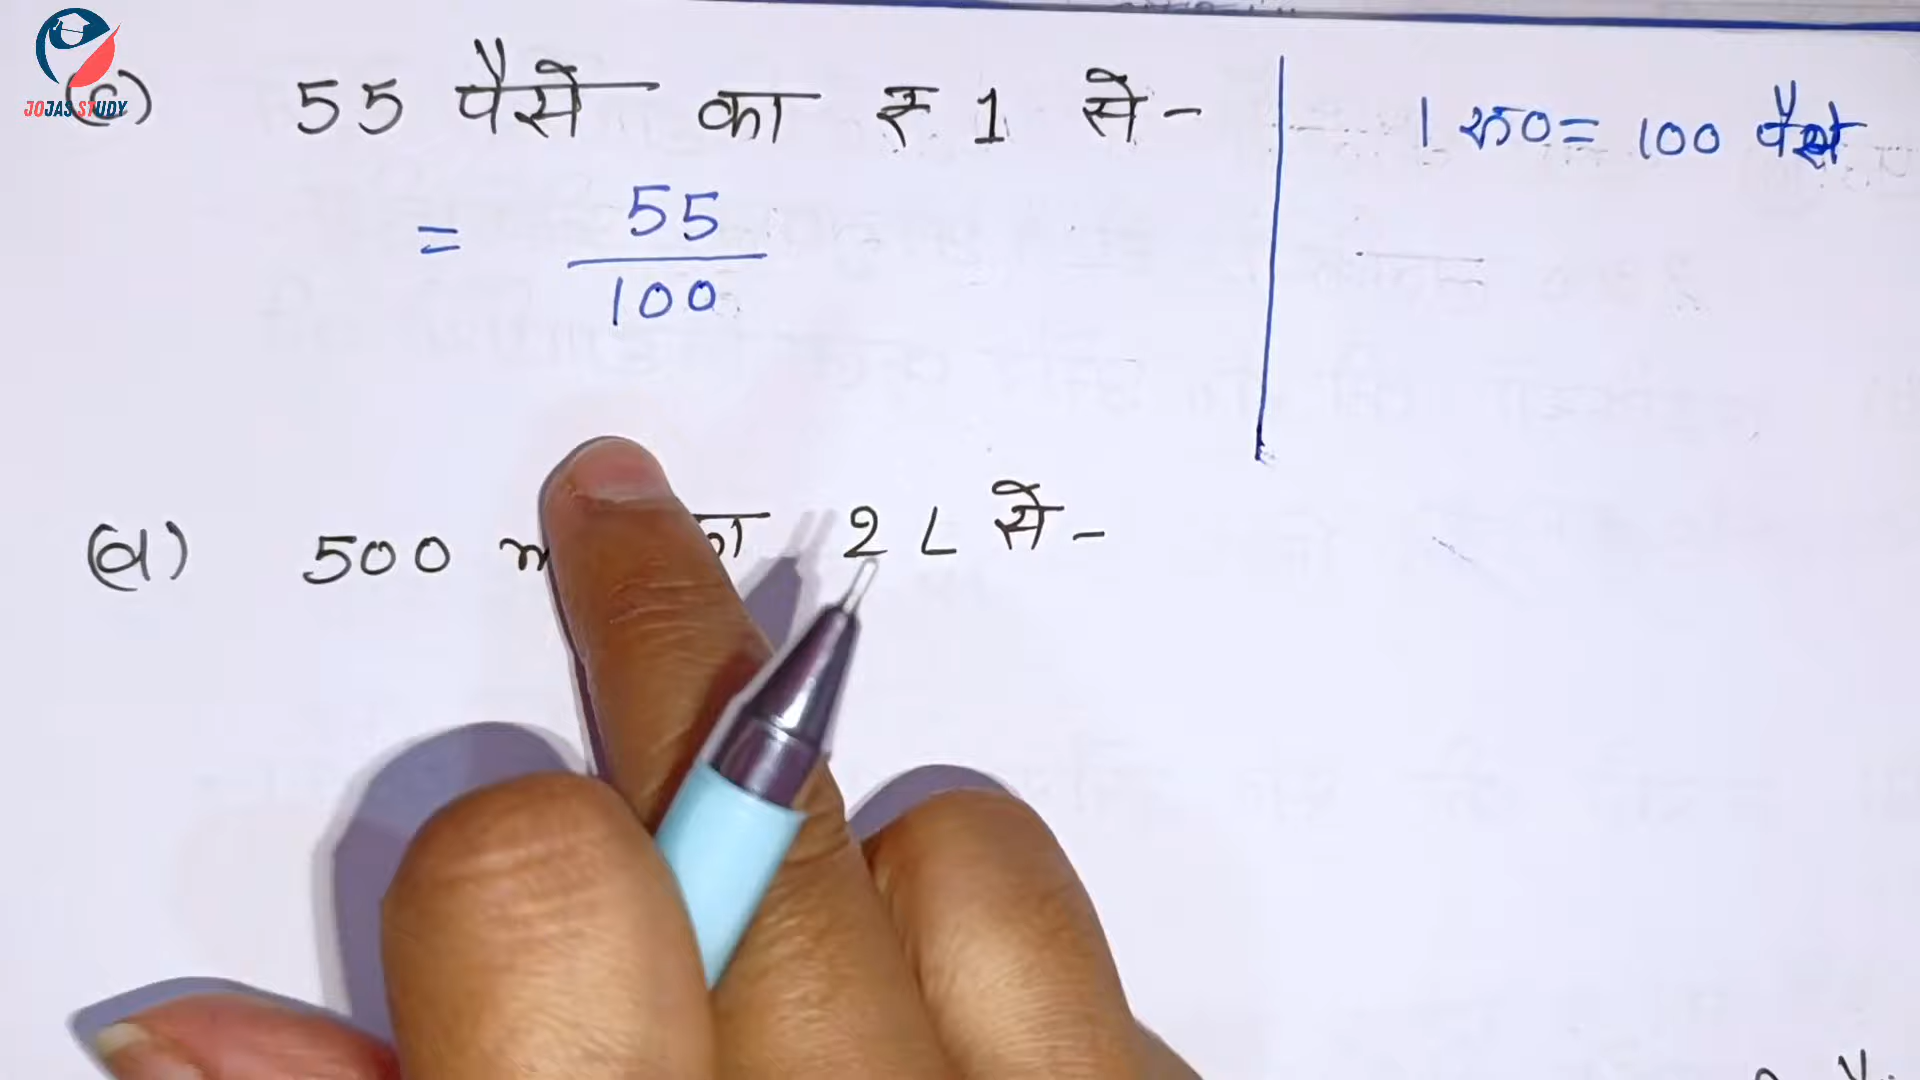 JOJAS STUDY
(c) 55 पैसे का ₹ 1 से -
1 रू0 = 100 पैसे
= 55
100
(d) 500 का 2 L से -